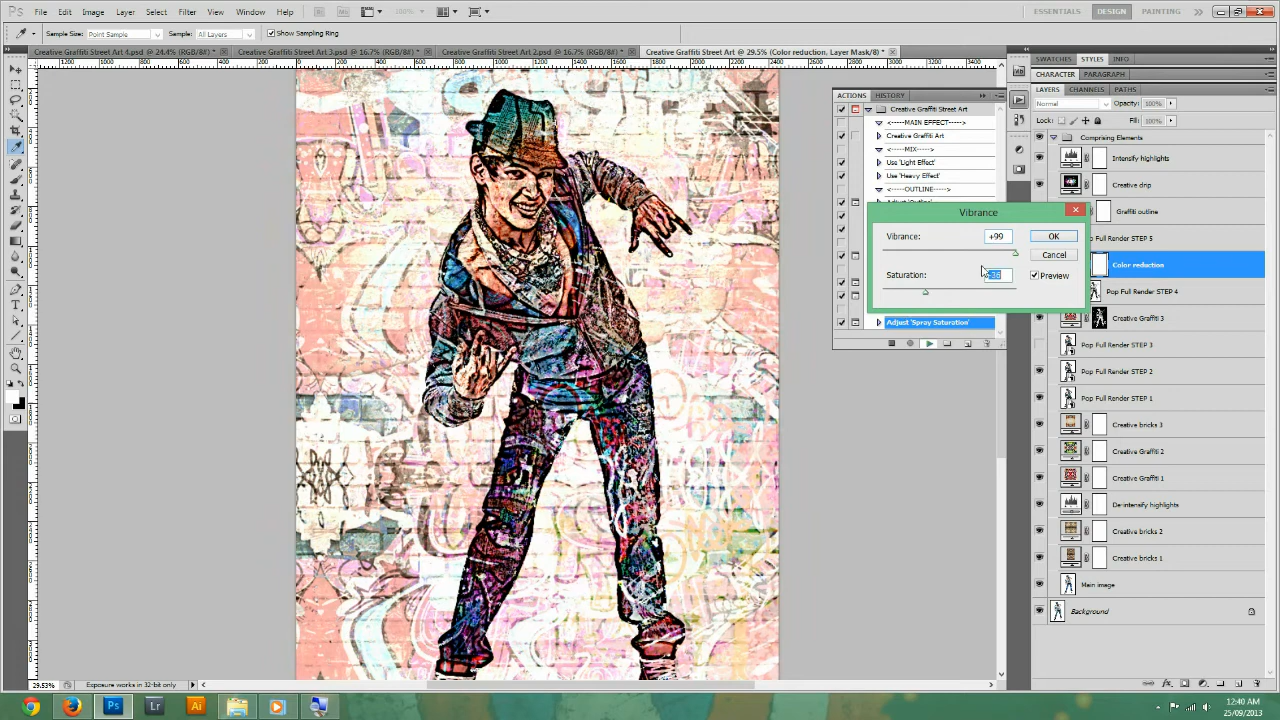 Ps File Edit Image Layer Select Filter View Window Help 100% ESSENTIALS DESIGN PAINTING
Sample Size: Point Sample Sample: All Layers Show Sampling Ring
Creative Graffiti Street Art 4.psd @ 24.4% (RGB/8#) * Creative Graffiti Street Art 3.psd @ 16.7% (RGB/8#) * Creative Graffiti Street Art 2.psd @ 16.7% (RGB/8#) * Creative Graffiti Street Art @ 29.5% (Color reduction, Layer Mask/8) *
SWATCHES STYLES INFO
CHARACTER PARAGRAPH
LAYERS CHANNELS PATHS
Normal Opacity: 100%
Lock: Fill: 100%
Comprising Elements
Intensify highlights
Creative drip
Graffiti outline
Pop Full Render STEP 5
Color reduction
Pop Full Render STEP 4
Creative Graffiti 3
Pop Full Render STEP 3
Pop Full Render STEP 2
Pop Full Render STEP 1
Creative bricks 3
Creative Graffiti 2
Creative Graffiti 1
De-intensify highlights
Creative bricks 2
Creative bricks 1
Main image
Background
ACTIONS HISTORY
Creative Graffiti Street Art
<-----MAIN EFFECT----->
Creative Graffiti Art
<-----MIX----->
Use 'Light Effect'
Use 'Heavy Effect'
<-----OUTLINE----->
Adjust 'Spray Saturation'
Vibrance
Vibrance: +99 OK
Cancel
Saturation: -36 Preview
29.53% Exposure works in 32-bit only
Ps Lr Ai
12:40 AM
25/09/2013